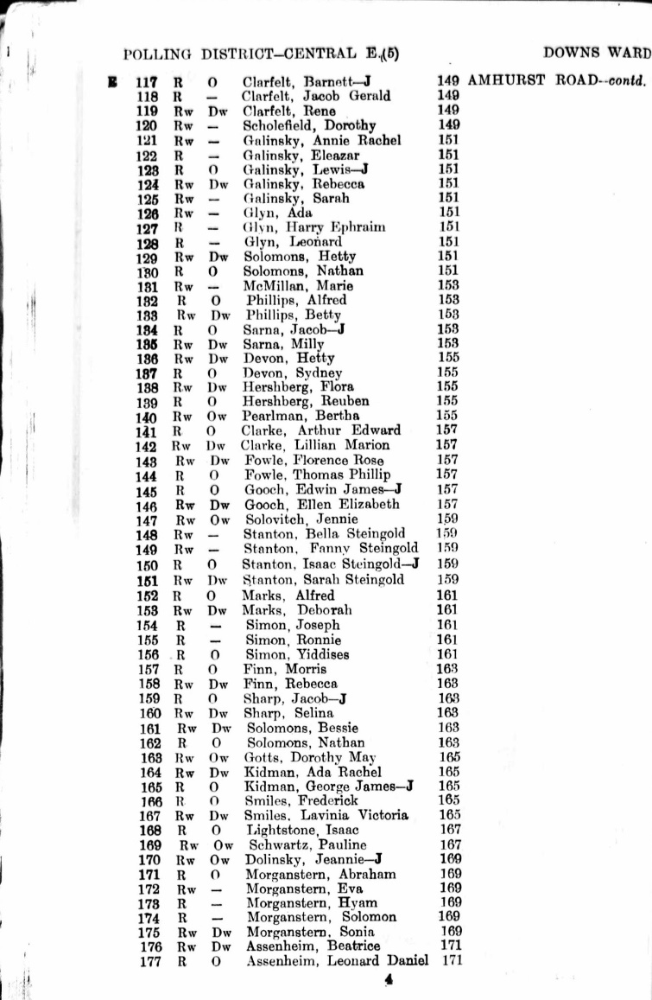 POLLING DISTRICT—CENTRAL E.(5) DOWNS WARD
E 117 R O Clarfelt, Barnett—J 149 AMHURST ROAD--contd.
118 R — Clarfelt, Jacob Gerald 149
119 Rw Dw Clarfelt, Rene 149
120 Rw — Scholefield, Dorothy 149
121 Rw — Galinsky, Annie Rachel 151
122 R — Galinsky, Eleazar 151
123 R O Galinsky, Lewis—J 151
124 Rw Dw Galinsky, Rebecca 151
125 Rw — Galinsky, Sarah 151
126 Rw — Glyn, Ada 151
127 R — Glyn, Harry Ephraim 151
128 R — Glyn, Leonard 151
129 Rw Dw Solomons, Hetty 151
130 R O Solomons, Nathan 151
131 Rw — McMillan, Marie 153
132 R O Phillips, Alfred 153
133 Rw Dw Phillips, Betty 153
134 R O Sarna, Jacob—J 153
135 Rw Dw Sarna, Milly 153
136 Rw Dw Devon, Hetty 155
137 R O Devon, Sydney 155
138 Rw Dw Hershberg, Flora 155
139 R O Hershberg, Reuben 155
140 Rw Ow Pearlman, Bertha 155
141 R O Clarke, Arthur Edward 157
142 Rw Dw Clarke, Lillian Marion 157
143 Rw Dw Fowle, Florence Rose 157
144 R O Fowle, Thomas Phillip 157
145 R O Gooch, Edwin James—J 157
146 Rw Dw Gooch, Ellen Elizabeth 157
147 Rw Ow Solovitch, Jennie 159
148 Rw — Stanton, Bella Steingold 159
149 Rw — Stanton, Fanny Steingold 159
150 R O Stanton, Isaac Steingold—J 159
151 Rw Dw Stanton, Sarah Steingold 159
152 R O Marks, Alfred 161
153 Rw Dw Marks, Deborah 161
154 R — Simon, Joseph 161
155 R — Simon, Ronnie 161
156 R O Simon, Yiddises 161
157 R O Finn, Morris 163
158 Rw Dw Finn, Rebecca 163
159 R O Sharp, Jacob—J 163
160 Rw Dw Sharp, Selina 163
161 Rw Dw Solomons, Bessie 163
162 R O Solomons, Nathan 163
163 Rw Ow Gotts, Dorothy May 165
164 Rw Dw Kidman, Ada Rachel 165
165 R O Kidman, George James—J 165
166 R O Smiles, Frederick 165
167 Rw Dw Smiles, Lavinia Victoria 165
168 R O Lightstone, Isaac 167
169 Rw Ow Schwartz, Pauline 167
170 Rw Ow Dolinsky, Jeannie—J 169
171 R O Morganstern, Abraham 169
172 Rw — Morganstern, Eva 169
173 R — Morganstern, Hyam 169
174 R — Morganstern, Solomon 169
175 Rw Dw Morganstern, Sonia 169
176 Rw Dw Assenheim, Beatrice 171
177 R O Assenheim, Leonard Daniel 171
4